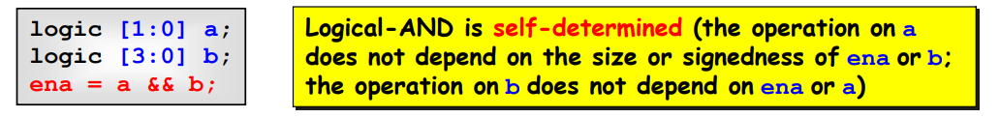 logic [1:0] a;
logic [3:0] b;
ena = a && b;
Logical-AND is self-determined (the operation on a
does not depend on the size or signedness of ena or b;
the operation on b does not depend on ena or a)